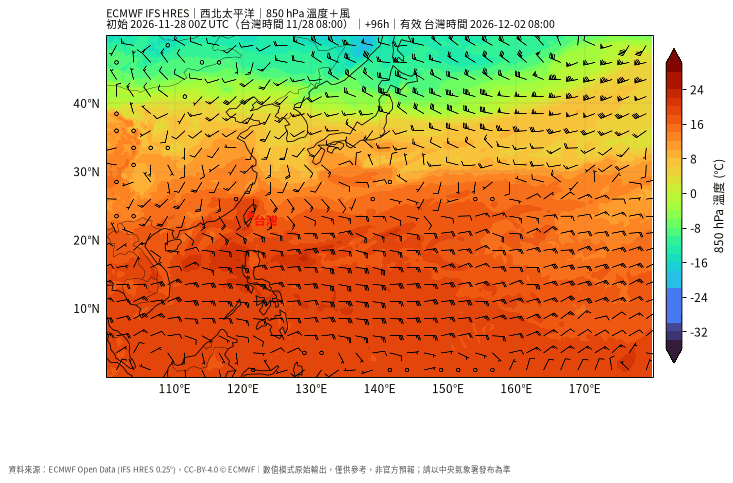 ECMWF IFS HRES｜西北太平洋｜850 hPa 溫度＋風
初始 2026-11-28 00Z UTC（台灣時間 11/28 08:00）｜+96h｜有效 台灣時間 2026-12-02 08:00
40°N
30°N
20°N
10°N
台灣
110°E 120°E 130°E 140°E 150°E 160°E 170°E
24
16
8
0
-8
-16
-24
-32
850 hPa 溫度 (°C)
資料來源：ECMWF Open Data (IFS HRES 0.25°)，CC-BY-4.0 © ECMWF｜數值模式原始輸出，僅供參考，非官方預報；請以中央氣象署發布為準